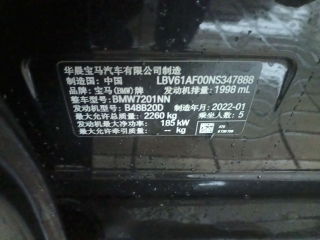 华晨宝马汽车有限公司制造
制造国：中国 LBV61AF00NS347888
品牌：宝马(BMW)牌 发动机排量：1998 mL
整车型号：BMW7201NN
发动机型号：B48B20D 制造年月：2022-01
最大允许总质量：2260 kg 乘坐人数：5
发动机最大净功率：185 kW
最大允许牵引质量：— kg